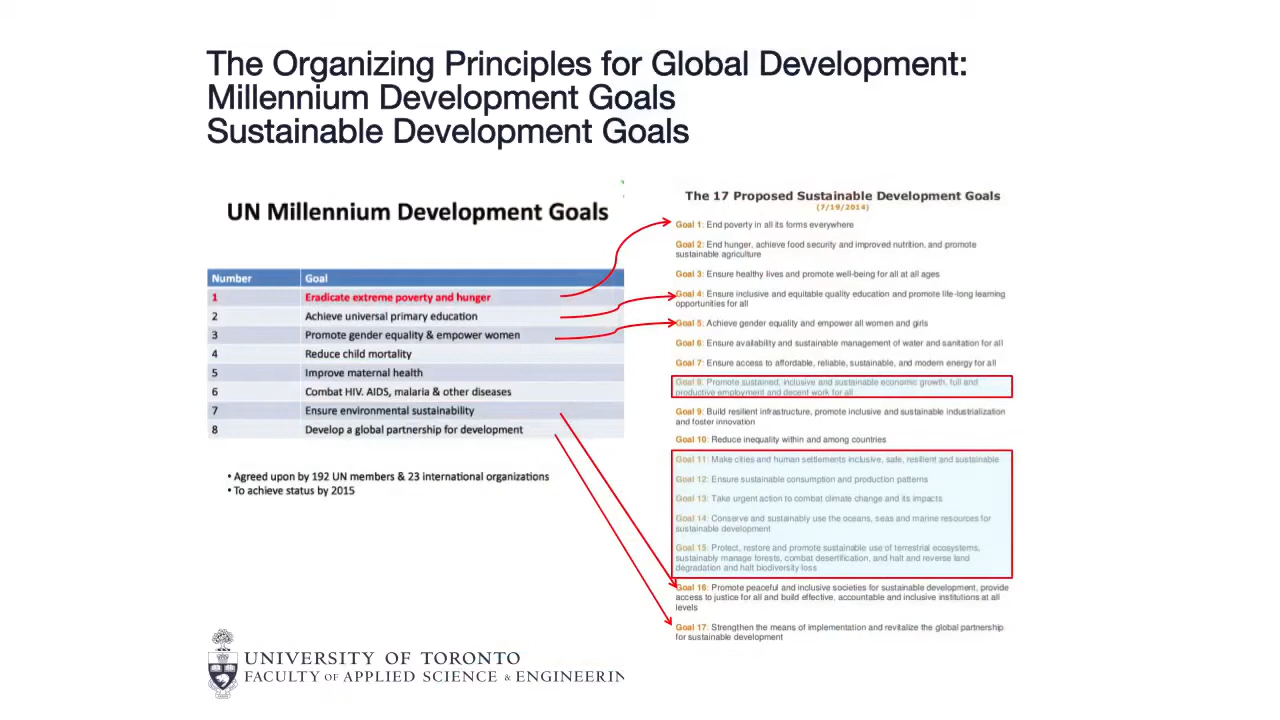 The Organizing Principles for Global Development:
Millennium Development Goals
Sustainable Development Goals
UN Millennium Development Goals
Number Goal
1 Eradicate extreme poverty and hunger
2 Achieve universal primary education
3 Promote gender equality & empower women
4 Reduce child mortality
5 Improve maternal health
6 Combat HIV. AIDS, malaria & other diseases
7 Ensure environmental sustainability
8 Develop a global partnership for development
• Agreed upon by 192 UN members & 23 international organizations
• To achieve status by 2015
The 17 Proposed Sustainable Development Goals
(7/19/2014)
Goal 1: End poverty in all its forms everywhere
Goal 2: End hunger, achieve food security and improved nutrition, and promote
sustainable agriculture
Goal 3: Ensure healthy lives and promote well-being for all at all ages
Goal 4: Ensure inclusive and equitable quality education and promote life-long learning
opportunities for all
Goal 5: Achieve gender equality and empower all women and girls
Goal 6: Ensure availability and sustainable management of water and sanitation for all
Goal 7: Ensure access to affordable, reliable, sustainable, and modern energy for all
Goal 8: Promote sustained, inclusive and sustainable economic growth, full and
productive employment and decent work for all
Goal 9: Build resilient infrastructure, promote inclusive and sustainable industrialization
and foster innovation
Goal 10: Reduce inequality within and among countries
Goal 11: Make cities and human settlements inclusive, safe, resilient and sustainable
Goal 12: Ensure sustainable consumption and production patterns
Goal 13: Take urgent action to combat climate change and its impacts
Goal 14: Conserve and sustainably use the oceans, seas and marine resources for
sustainable development
Goal 15: Protect, restore and promote sustainable use of terrestrial ecosystems,
sustainably manage forests, combat desertification, and halt and reverse land
degradation and halt biodiversity loss
Goal 16: Promote peaceful and inclusive societies for sustainable development, provide
access to justice for all and build effective, accountable and inclusive institutions at all
levels
Goal 17: Strengthen the means of implementation and revitalize the global partnership
for sustainable development
UNIVERSITY OF TORONTO
FACULTY OF APPLIED SCIENCE & ENGINEERIN